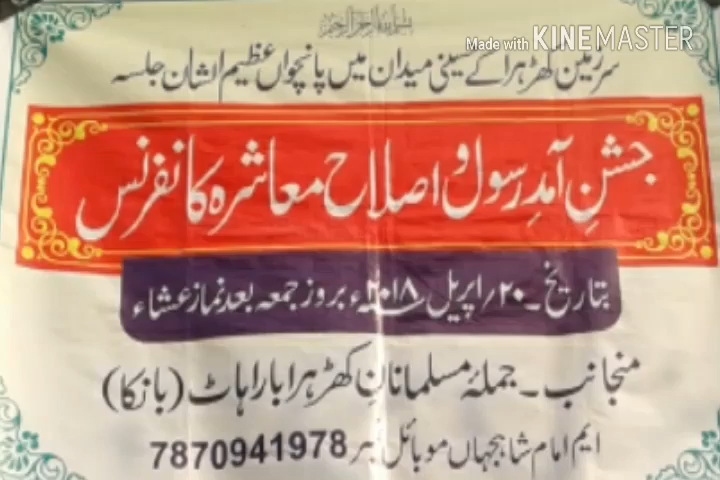 بسم اللہ الرحمن الرحیم
Made with KINEMASTER
سرزمین کھڑہرا کے حسینی میدان میں پانچواں عظیم الشان جلسہ
جشنِ آمدِ رسول و اصلاح معاشرہ کانفرنس
بتاریخ ۔ ۲۰؍ اپریل ۲۰۱۸ء بروز جمعہ بعد نماز عشاء
منجانب ۔ جملۂ مسلمانانِ کھڑہرا باراہاٹ (بانکا)
ایم امام شاہجہاں موبائل نمبر 7870941978